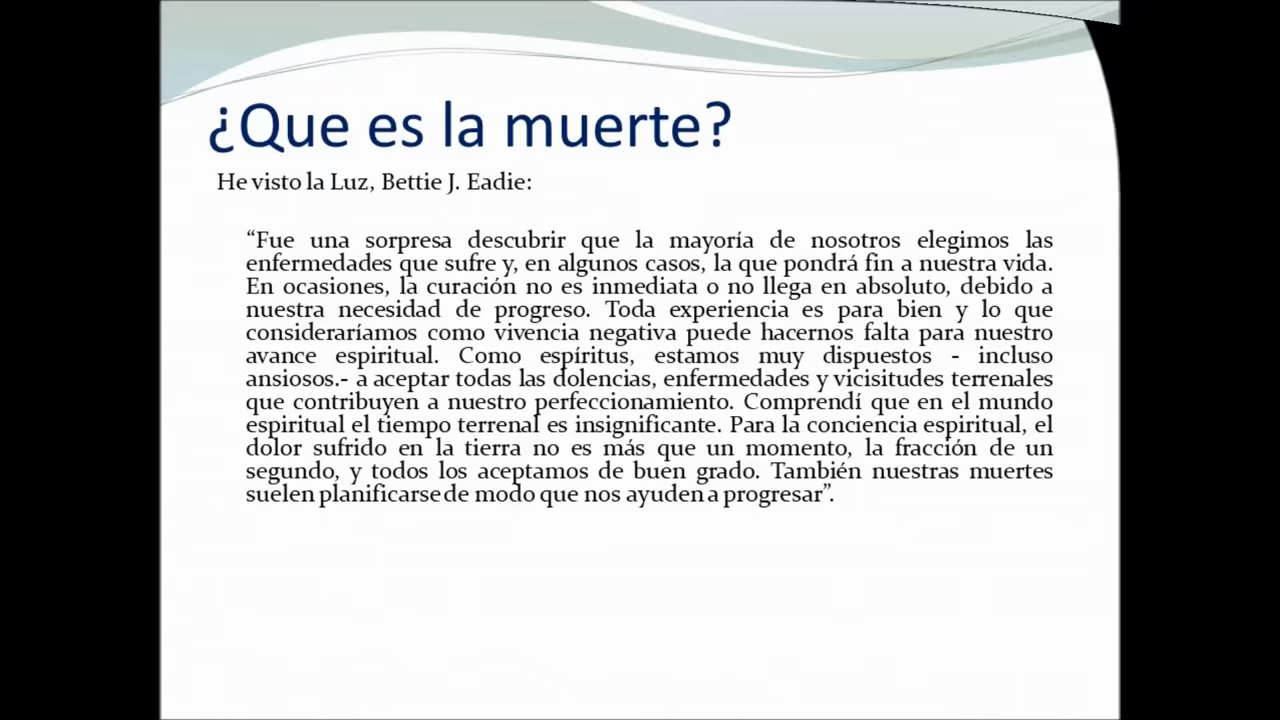 ¿Que es la muerte?
He visto la Luz, Bettie J. Eadie:
“Fue una sorpresa descubrir que la mayoría de nosotros elegimos las
enfermedades que sufre y, en algunos casos, la que pondrá fin a nuestra vida.
En ocasiones, la curación no es inmediata o no llega en absoluto, debido a
nuestra necesidad de progreso. Toda experiencia es para bien y lo que
consideraríamos como vivencia negativa puede hacernos falta para nuestro
avance espiritual. Como espíritus, estamos muy dispuestos - incluso
ansiosos.- a aceptar todas las dolencias, enfermedades y vicisitudes terrenales
que contribuyen a nuestro perfeccionamiento. Comprendí que en el mundo
espiritual el tiempo terrenal es insignificante. Para la conciencia espiritual, el
dolor sufrido en la tierra no es más que un momento, la fracción de un
segundo, y todos los aceptamos de buen grado. También nuestras muertes
suelen planificarse de modo que nos ayuden a progresar”.